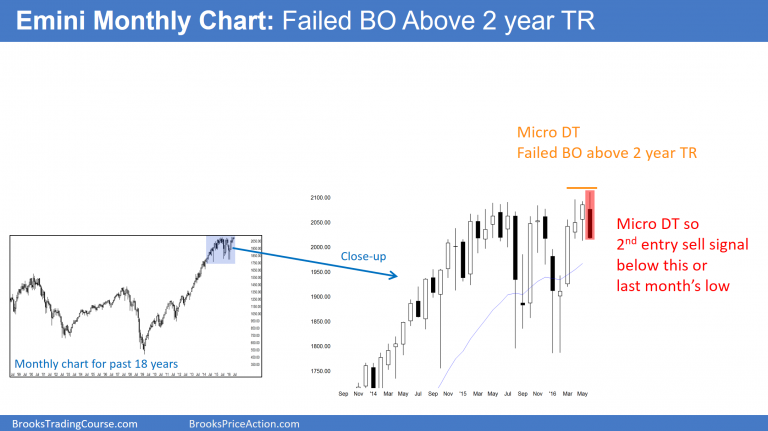 Emini Monthly Chart: Failed BO Above 2 year TR
Micro DT
Failed BO above 2 year TR
2100.00
2050.00
2000.00
1950.00
1900.00
1850.00
1800.00
1750.00
Micro DT so
2nd entry sell signal
below this or
last month's low
Close-up
Monthly chart for past 18 years
Sep Nov '14 Mar May Jul Sep Nov '15 Mar May Jul Sep Nov '16 Mar May
BrooksTradingCourse.com BrooksPriceAction.com